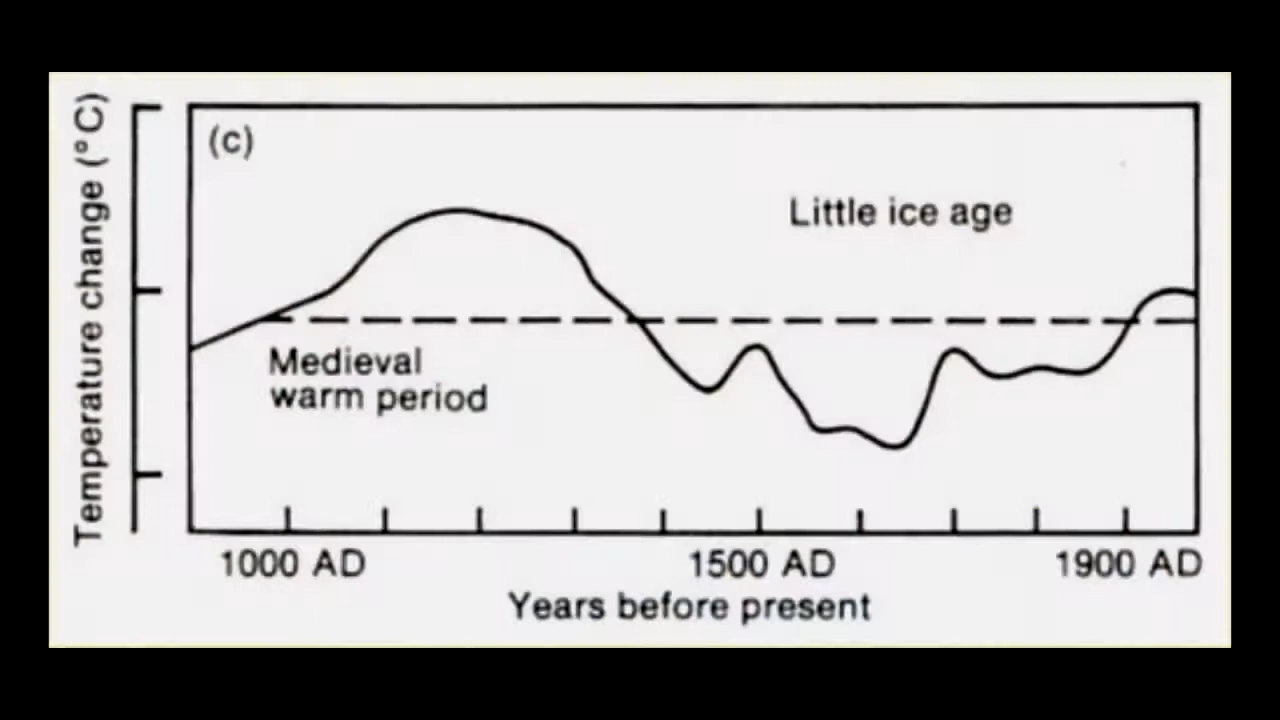 Temperature change (°C)
(c)
Little ice age
Medieval
warm period
1000 AD
1500 AD
1900 AD
Years before present